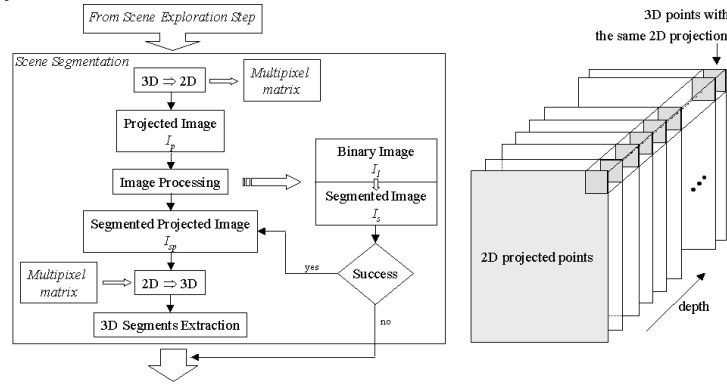 From Scene Exploration Step
Scene Segmentation
3D ⇒ 2D
Multipixel
matrix
Projected Image
Ip
Image Processing
Binary Image
Il
Segmented Image
Is
Segmented Projected Image
Isp
yes
Success
no
Multipixel
matrix
2D ⇒ 3D
3D Segments Extraction
3D points with
the same 2D projection
2D projected points
depth